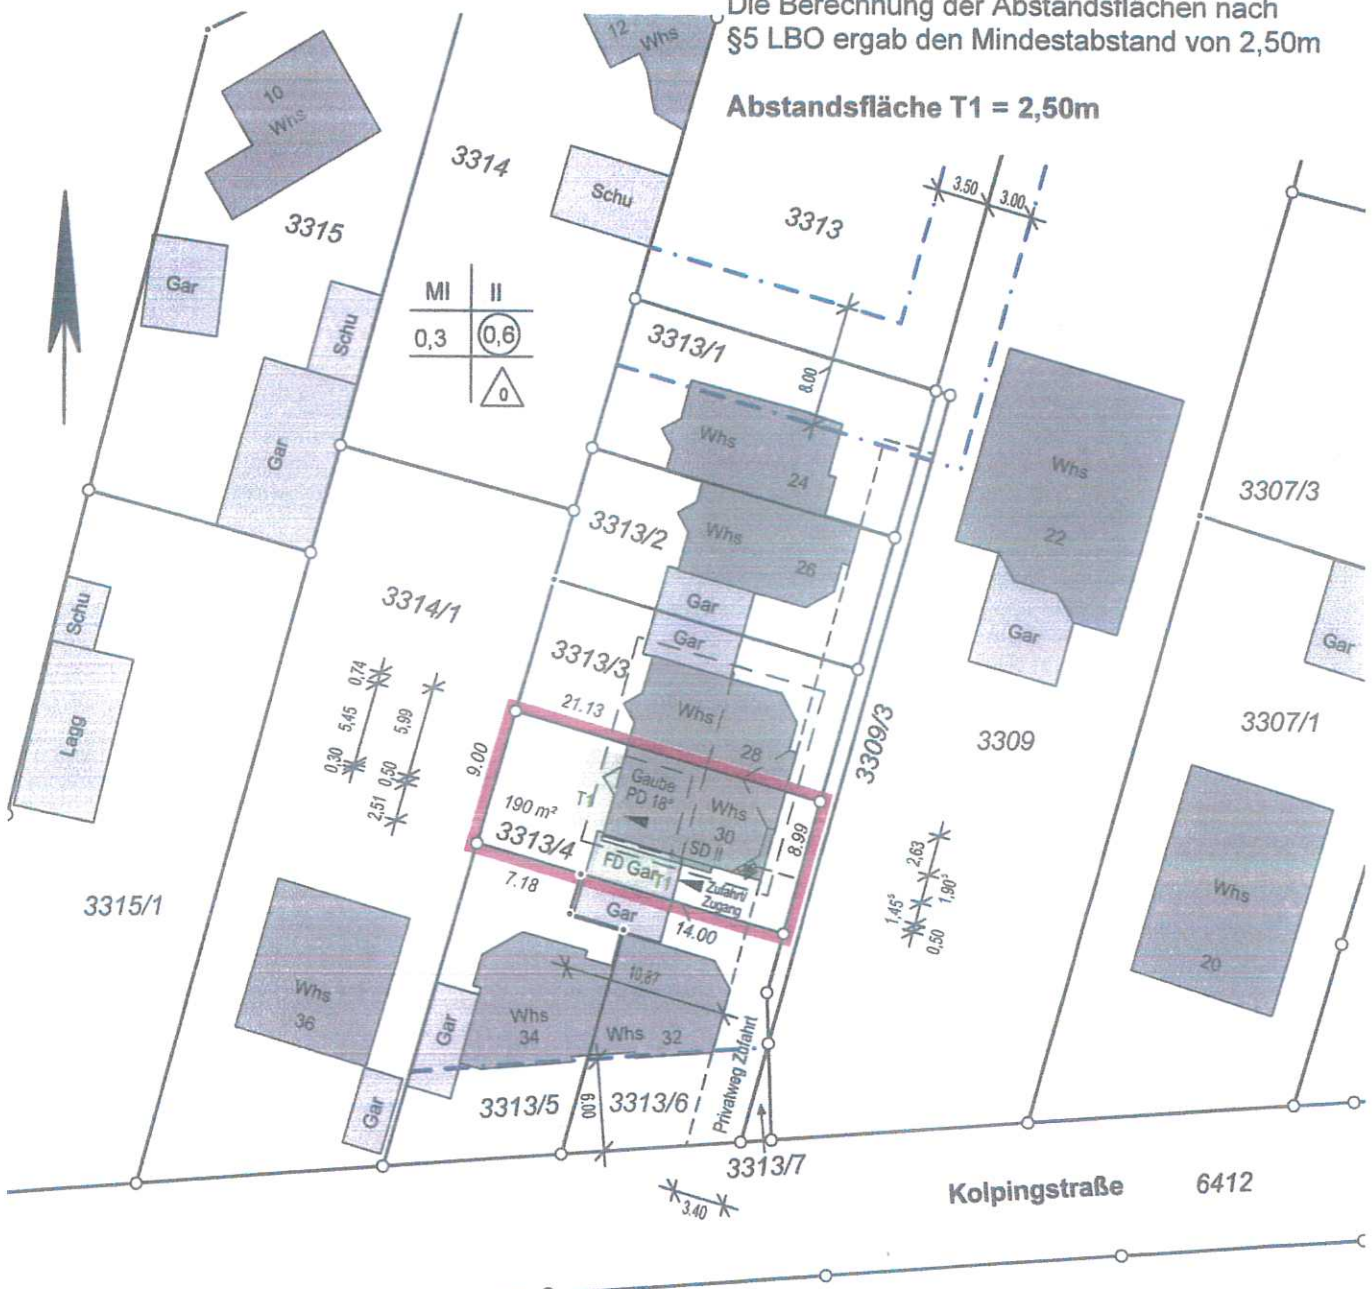 Die Berechnung der Abstandsflächen nach
§5 LBO ergab den Mindestabstand von 2,50m
Abstandsfläche T1 = 2,50m
12
Whs
10
Whs
3314
Schu
3315
3313
3.50
3.00
Gar
MI
II
0,3
0,6
0
Schu
3313/1
8.00
Gar
Whs
24
Whs
22
3307/3
3313/2
Whs
26
Schu
3314/1
Gar
Gar
Gar
Gar
3313/3
0,74
5,45
0,30
5,99
0,50
2,51
21.13
Whs
28
3309/3
3309
3307/1
Lagg
9.00
Gaube
PD 18°
T1
190 m²
Whs
30
3313/4
SD II
8.99
FD Gar
T1
Zufahrt/
Zugang
2,63
1,90⁵
1,45⁵
0,50
7.18
Gar
14.00
3315/1
Whs
20
10,87
Whs
36
Gar
Whs
34
Whs 32
Privatweg Zufahrt
Gar
3313/5
6.00
3313/6
3313/7
3.40
Kolpingstraße
6412